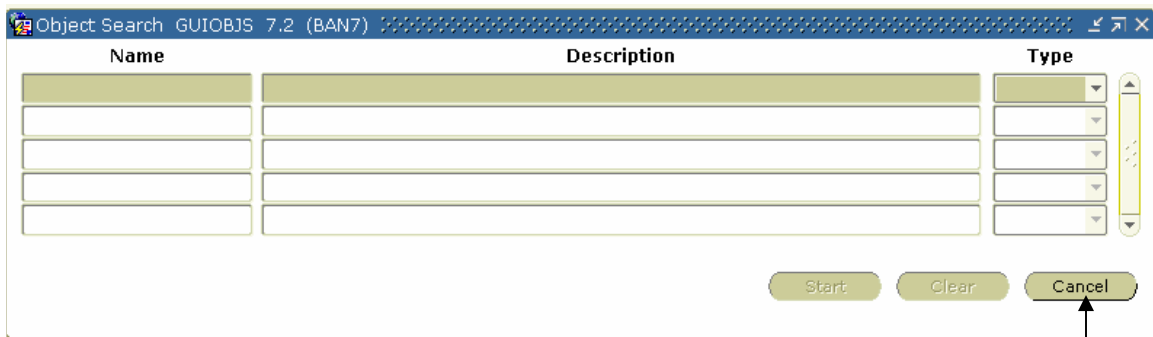 Object Search GUIOBJS 7.2 (BAN7)
Name Description Type
Start Clear Cancel